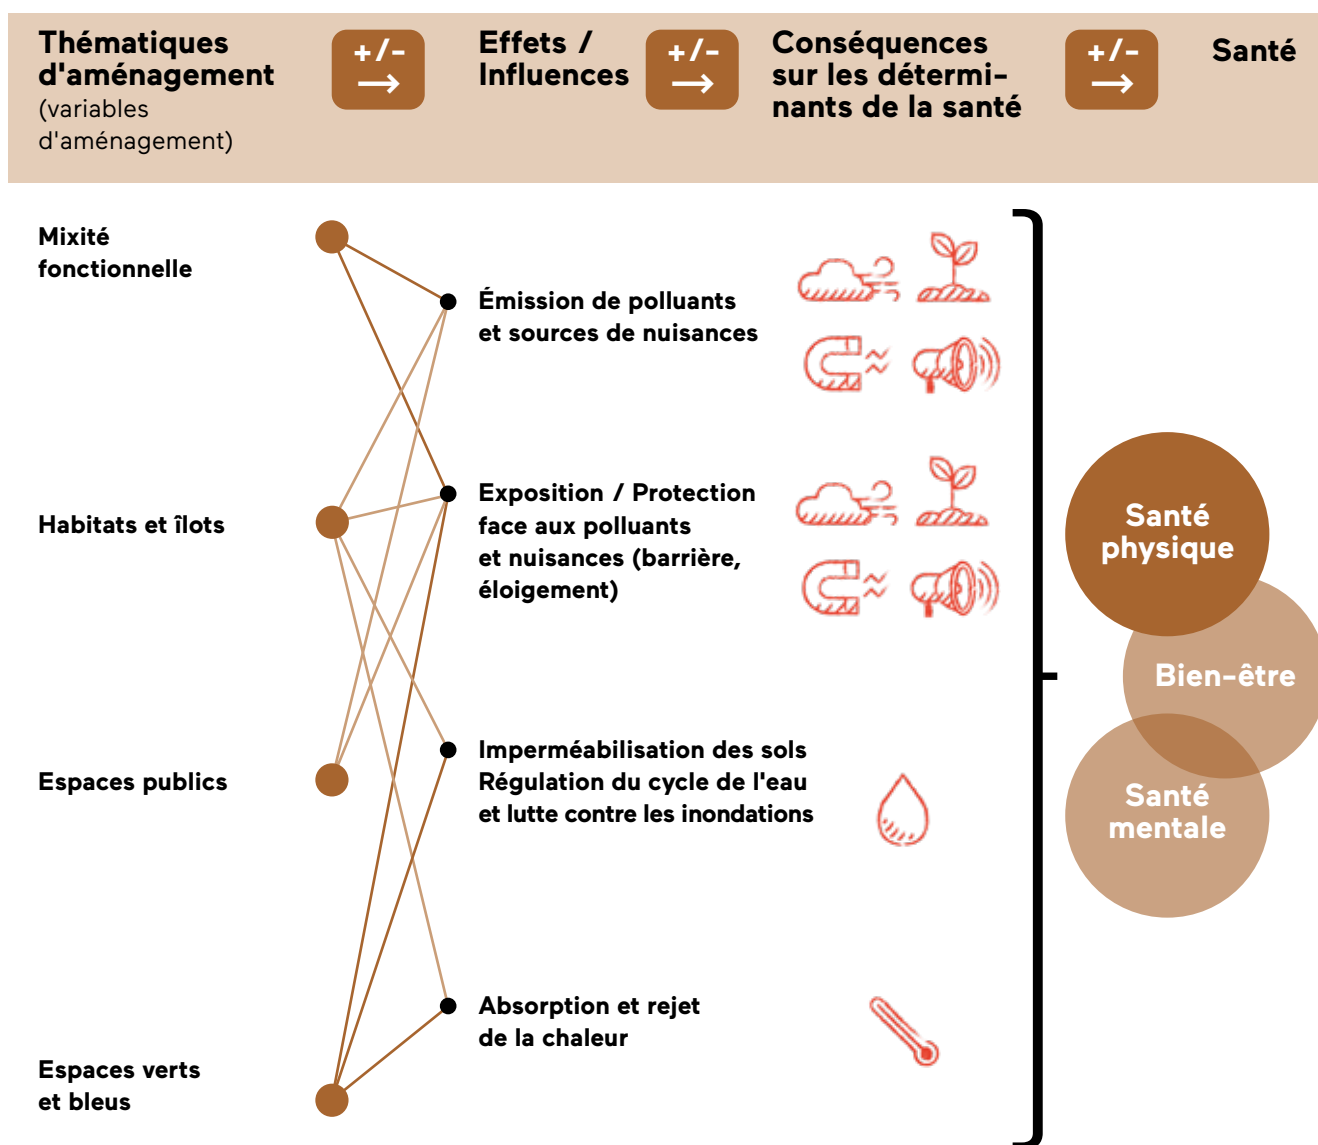 Thématiques
d'aménagement
(variables
d'aménagement)
+/-
→
Effets /
Influences
+/-
→
Conséquences
sur les détermi-
nants de la santé
+/-
→
Santé
Mixité
fonctionnelle
Émission de polluants
et sources de nuisances
Habitats et îlots
Exposition / Protection
face aux polluants
et nuisances (barrière,
éloigement)
Espaces publics
Imperméabilisation des sols
Régulation du cycle de l'eau
et lutte contre les inondations
Espaces verts
et bleus
Absorption et rejet
de la chaleur
Santé
physique
Bien-être
Santé
mentale